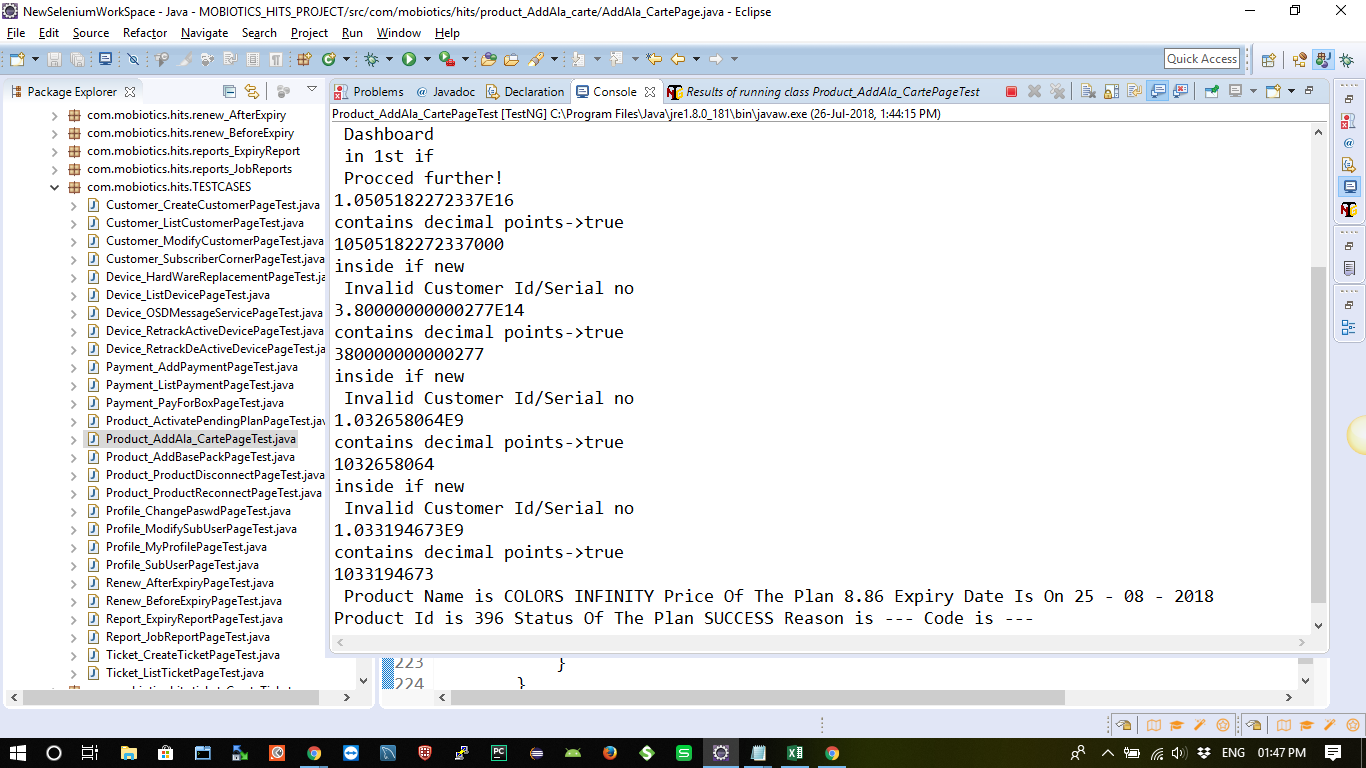 NewSeleniumWorkSpace - Java - MOBIOTICS_HITS_PROJECT/src/com/mobiotics/hits/product_AddAla_carte/AddAla_CartePage.java - Eclipse
File Edit Source Refactor Navigate Search Project Run Window Help
Quick Access
Package Explorer
Problems @ Javadoc Declaration Console Results of running class Product_AddAla_CartePageTest
Product_AddAla_CartePageTest [TestNG] C:\Program Files\Java\jre1.8.0_181\bin\javaw.exe (26-Jul-2018, 1:44:15 PM)
com.mobiotics.hits.renew_AfterExpiry
com.mobiotics.hits.renew_BeforeExpiry
com.mobiotics.hits.reports_ExpiryReport
com.mobiotics.hits.reports_JobReports
com.mobiotics.hits.TESTCASES
Customer_CreateCustomerPageTest.java
Customer_ListCustomerPageTest.java
Customer_ModifyCustomerPageTest.java
Customer_SubscriberCornerPageTest.java
Device_HardWareReplacementPageTest.ja
Device_ListDevicePageTest.java
Device_OSDMessageServicePageTest.java
Device_RetrackActiveDevicePageTest.java
Device_RetrackDeActiveDevicePageTest.ja
Payment_AddPaymentPageTest.java
Payment_ListPaymentPageTest.java
Payment_PayForBoxPageTest.java
Product_ActivatePendingPlanPageTest.jav
Product_AddAla_CartePageTest.java
Product_AddBasePackPageTest.java
Product_ProductDisconnectPageTest.java
Product_ProductReconnectPageTest.java
Profile_ChangePaswdPageTest.java
Profile_ModifySubUserPageTest.java
Profile_MyProfilePageTest.java
Profile_SubUserPageTest.java
Renew_AfterExpiryPageTest.java
Renew_BeforeExpiryPageTest.java
Report_ExpiryReportPageTest.java
Report_JobReportPageTest.java
Ticket_CreateTicketPageTest.java
Ticket_ListTicketPageTest.java
Dashboard
in 1st if
Procced further!
1.0505182272337E16
contains decimal points->true
10505182272337000
inside if new
Invalid Customer Id/Serial no
3.80000000000277E14
contains decimal points->true
380000000000277
inside if new
Invalid Customer Id/Serial no
1.032658064E9
contains decimal points->true
1032658064
inside if new
Invalid Customer Id/Serial no
1.033194673E9
contains decimal points->true
1033194673
Product Name is COLORS INFINITY Price Of The Plan 8.86 Expiry Date Is On 25 - 08 - 2018
Product Id is 396 Status Of The Plan SUCCESS Reason is --- Code is ---
223 }
224 }
ENG 01:47 PM